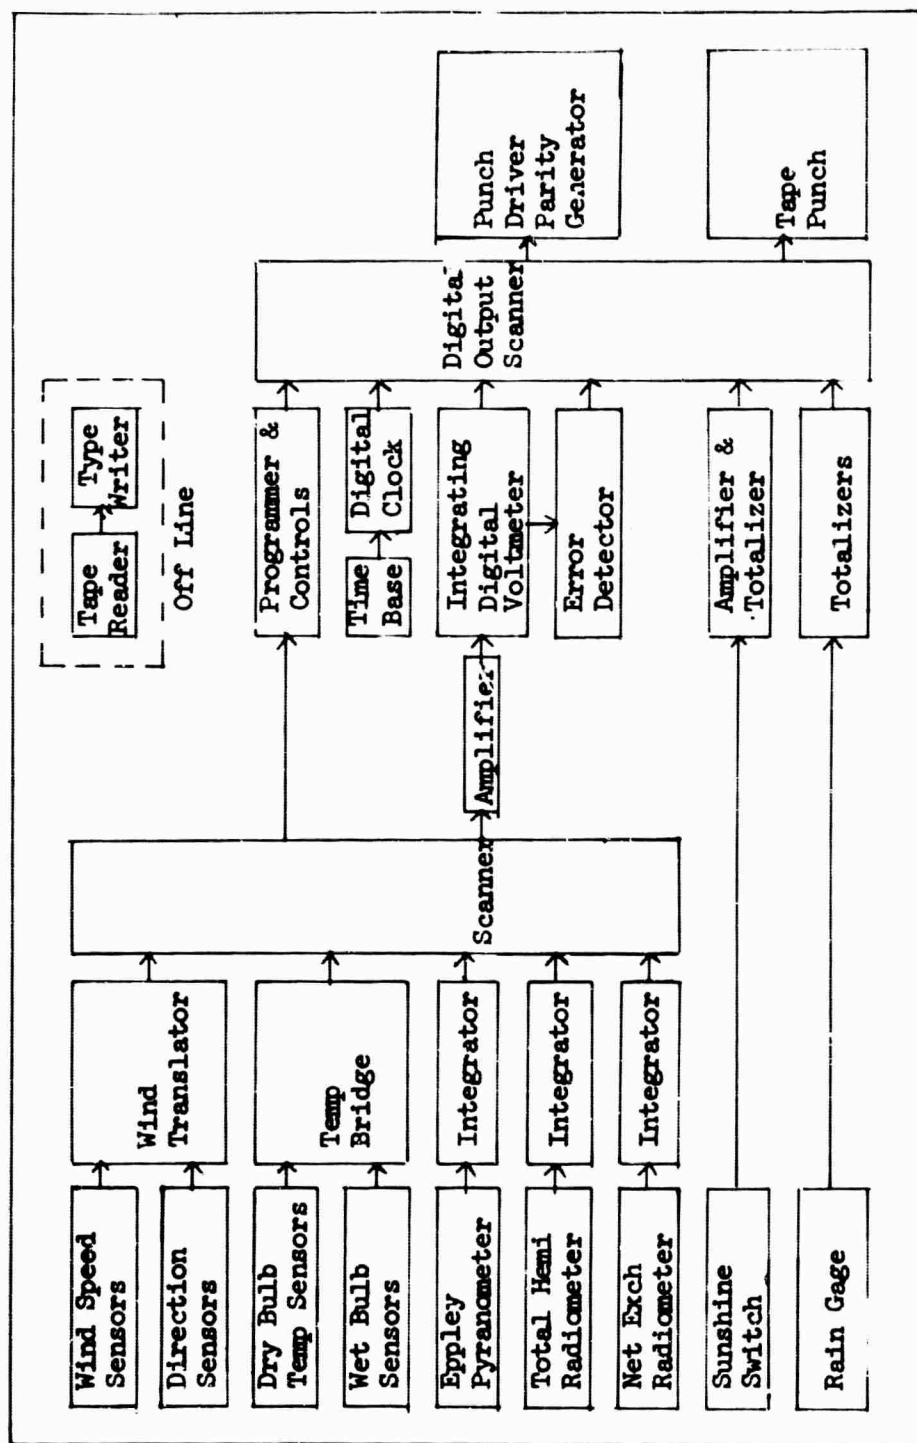 Wind Speed
Sensors
Direction
Sensors
Dry Bulb
Temp Sensors
Wet Bulb
Sensors
Eppley
Pyranometer
Total Hemi
Radiometer
Net Exch
Radiometer
Sunshine
Switch
Rain Gage
Wind
Translator
Temp
Bridge
Integrator
Integrator
Integrator
Scanner
Amplifier
Tape
Reader
Type
Writer
Off Line
Programmer &
Controls
Time
Base
Digital
Clock
Integrating
Digital
Voltmeter
Error
Detector
Amplifier &
Totalizer
Totalizers
Digital
Output
Scanner
Punch
Driver
Parity
Generator
Tape
Punch